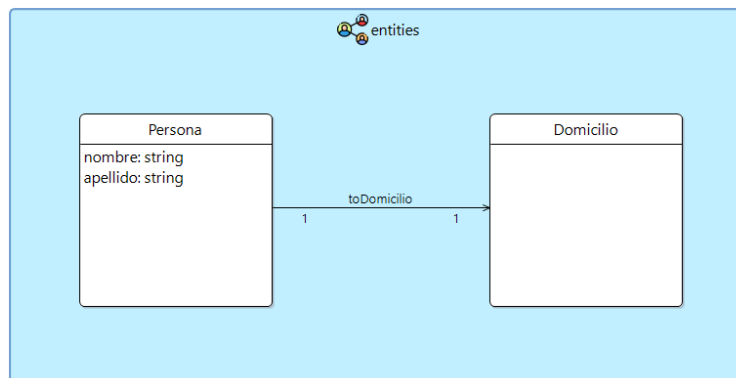 entities
Persona
Domicilio
nombre: string
apellido: string
toDomicilio
1
1